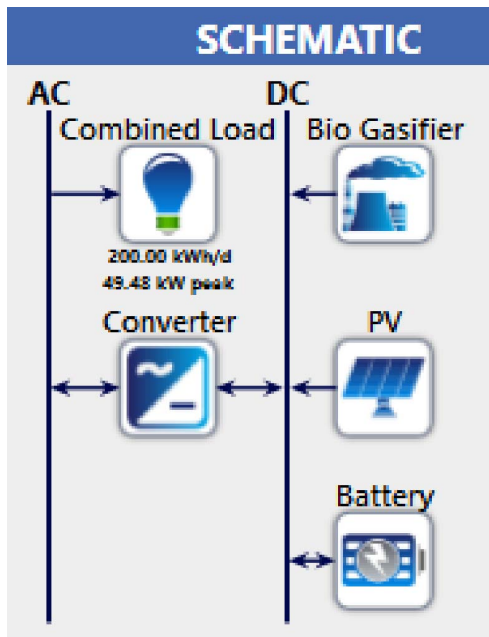 SCHEMATIC
AC DC
Combined Load Bio Gasifier
200.00 kWh/d
49.48 kW peak
Converter PV
Battery